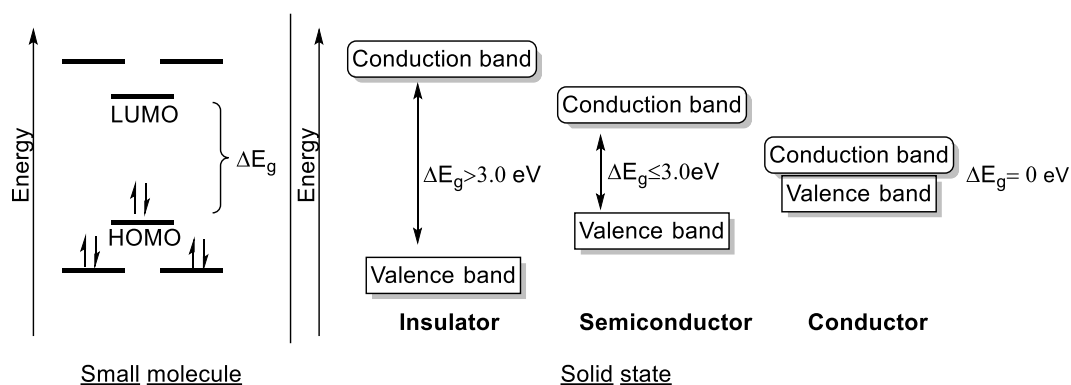 Energy
LUMO
HOMO
ΔEg
Small molecule
Energy
Conduction band
ΔEg>3.0 eV
Valence band
Insulator
Conduction band
ΔEg≤3.0eV
Valence band
Semiconductor
Conduction band
Valence band
ΔEg= 0 eV
Conductor
Solid state